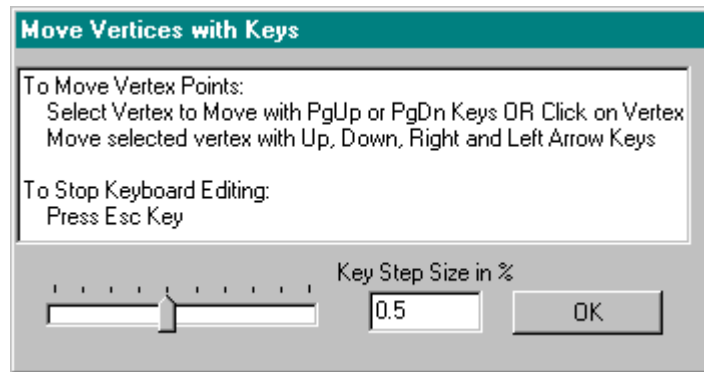 Move Vertices with Keys
To Move Vertex Points:
Select Vertex to Move with PgUp or PgDn Keys OR Click on Vertex
Move selected vertex with Up, Down, Right and Left Arrow Keys
To Stop Keyboard Editing:
Press Esc Key
Key Step Size in %
0.5
OK